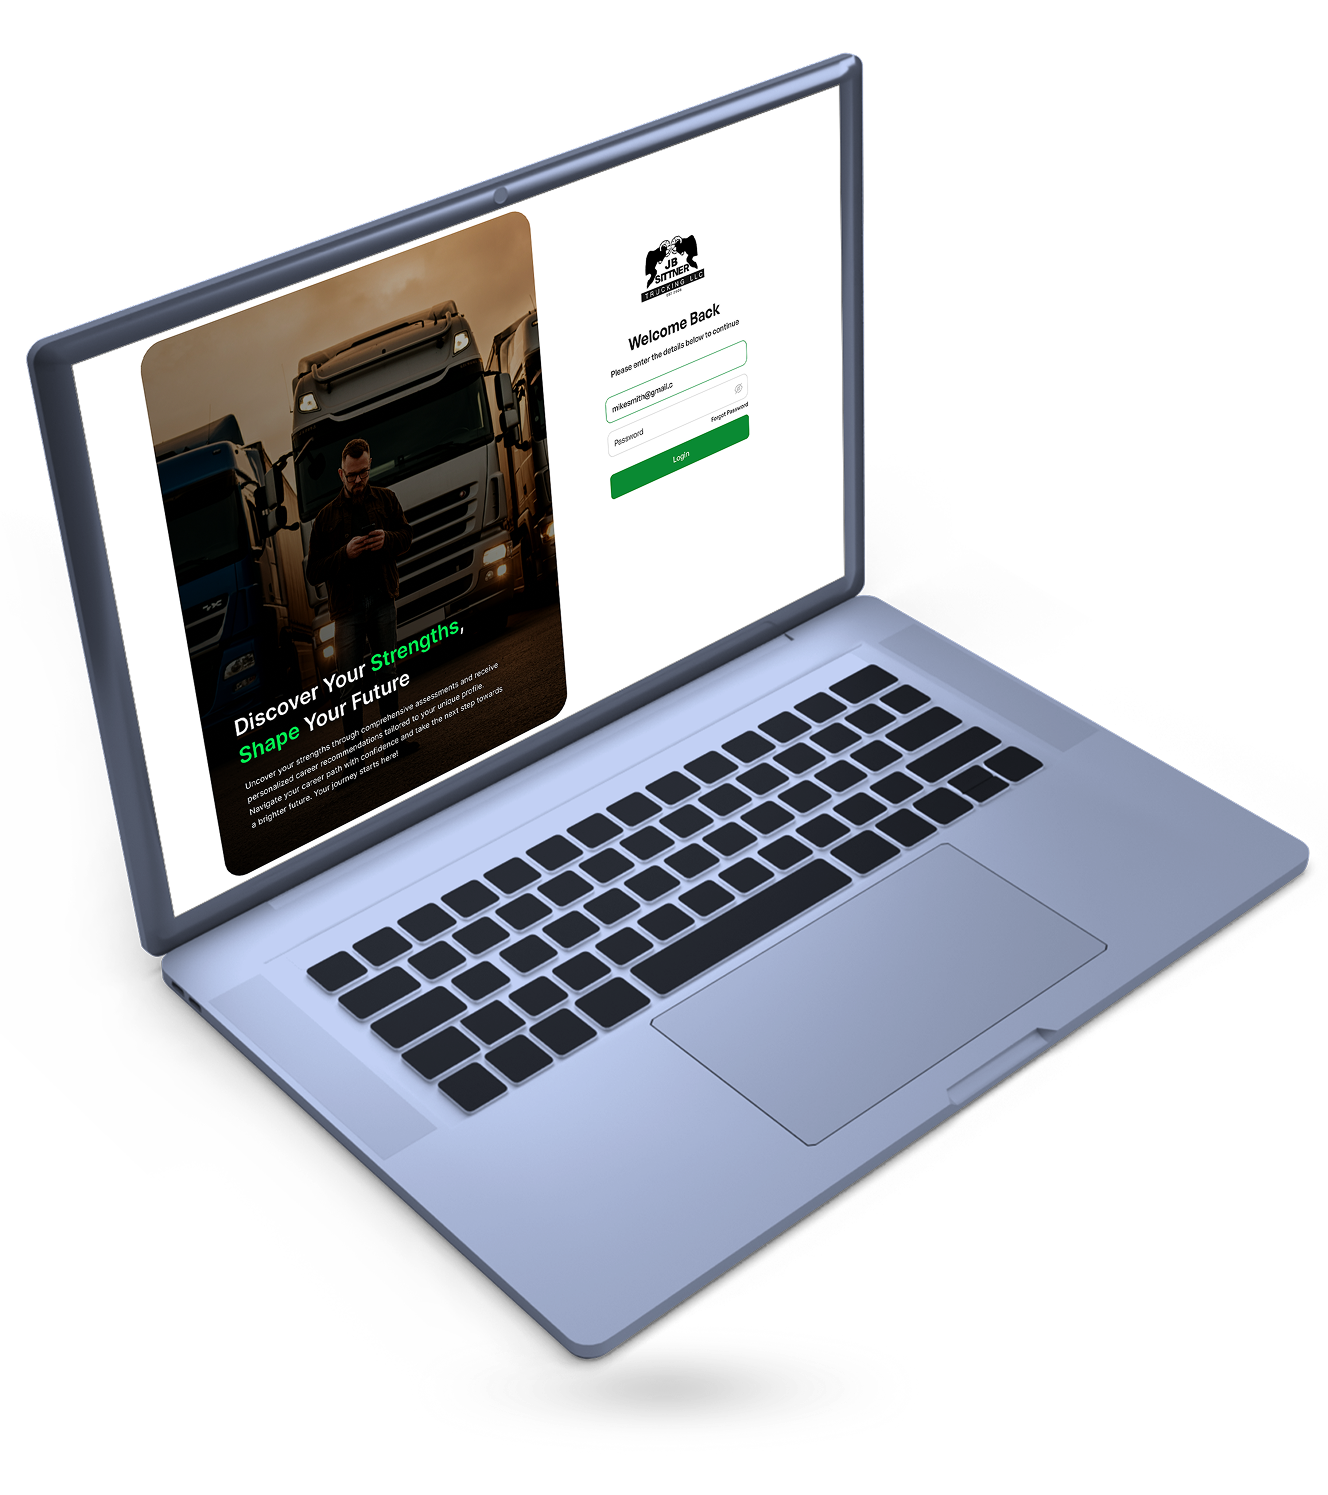 Discover Your Strengths,
Shape Your Future
Uncover your strengths through comprehensive assessments and receive
personalized career recommendations tailored to your unique profile.
Navigate your career path with confidence and take the next step towards
a brighter future. Your journey starts here!
JB
SITTNER
TRUCKING LLC
Welcome Back
Please enter the details below to continue
mikesmith@gmail.c
Password
Forgot Password
Login